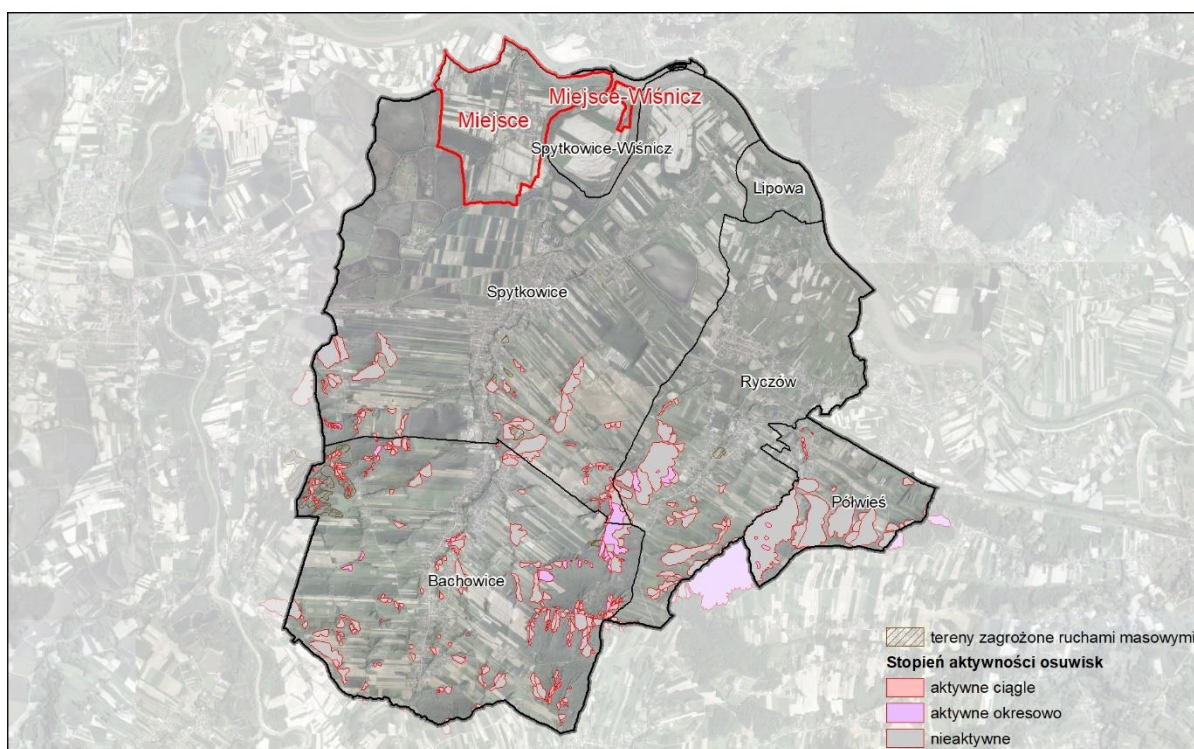 Miejsce-Wiśnicz
Miejsce
Spytkowice-Wiśnicz
Lipowa
Spytkowice
Ryczów
Półwieś
Bachowice
tereny zagrożone ruchami masowymi
Stopień aktywności osuwisk
aktywne ciągle
aktywne okresowo
nieaktywne